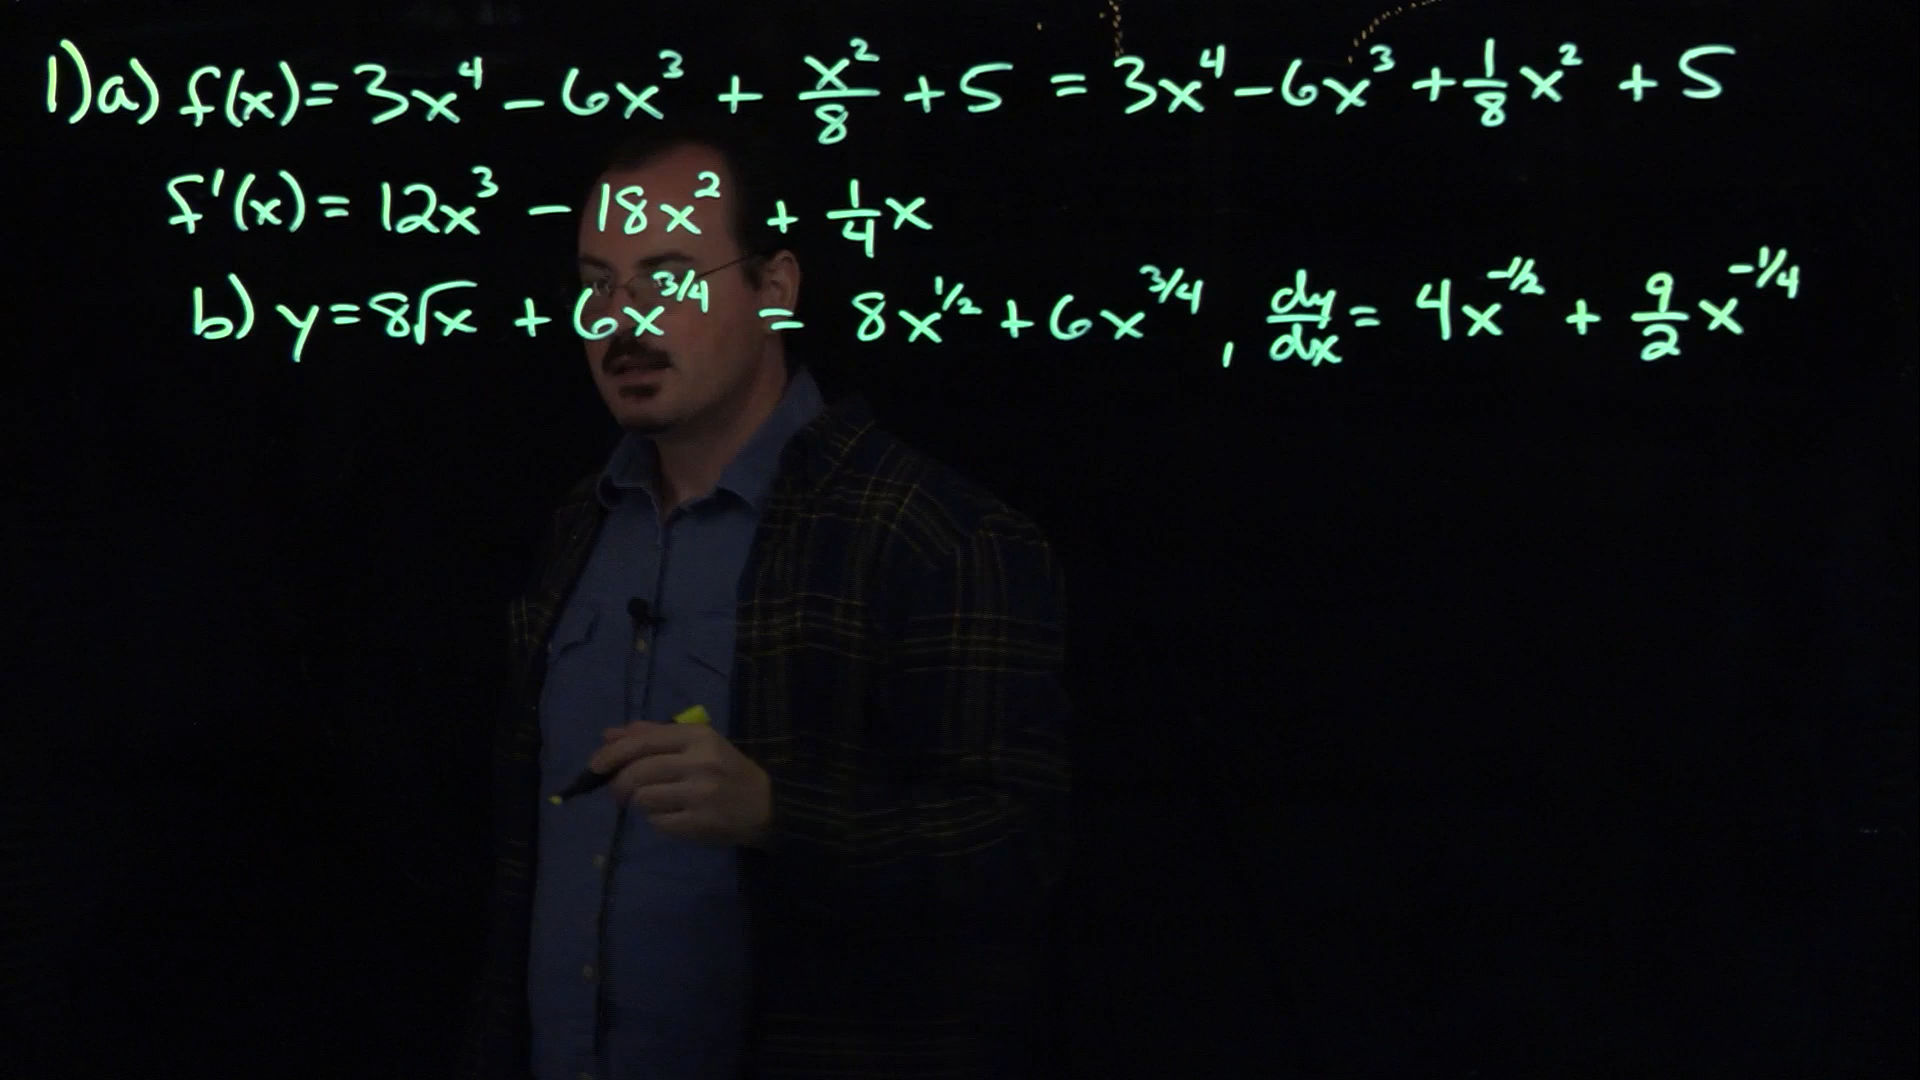 1)a) f(x) = 3x⁴ - 6x³ + x²/8 + 5 = 3x⁴ - 6x³ + 1/8 x² + 5
f'(x) = 12x³ - 18x² + 1/4 x
b) y = 8√x + 6x^3/4 = 8x^1/2 + 6x^3/4 , dy/dx = 4x^-1/2 + 9/2 x^-1/4